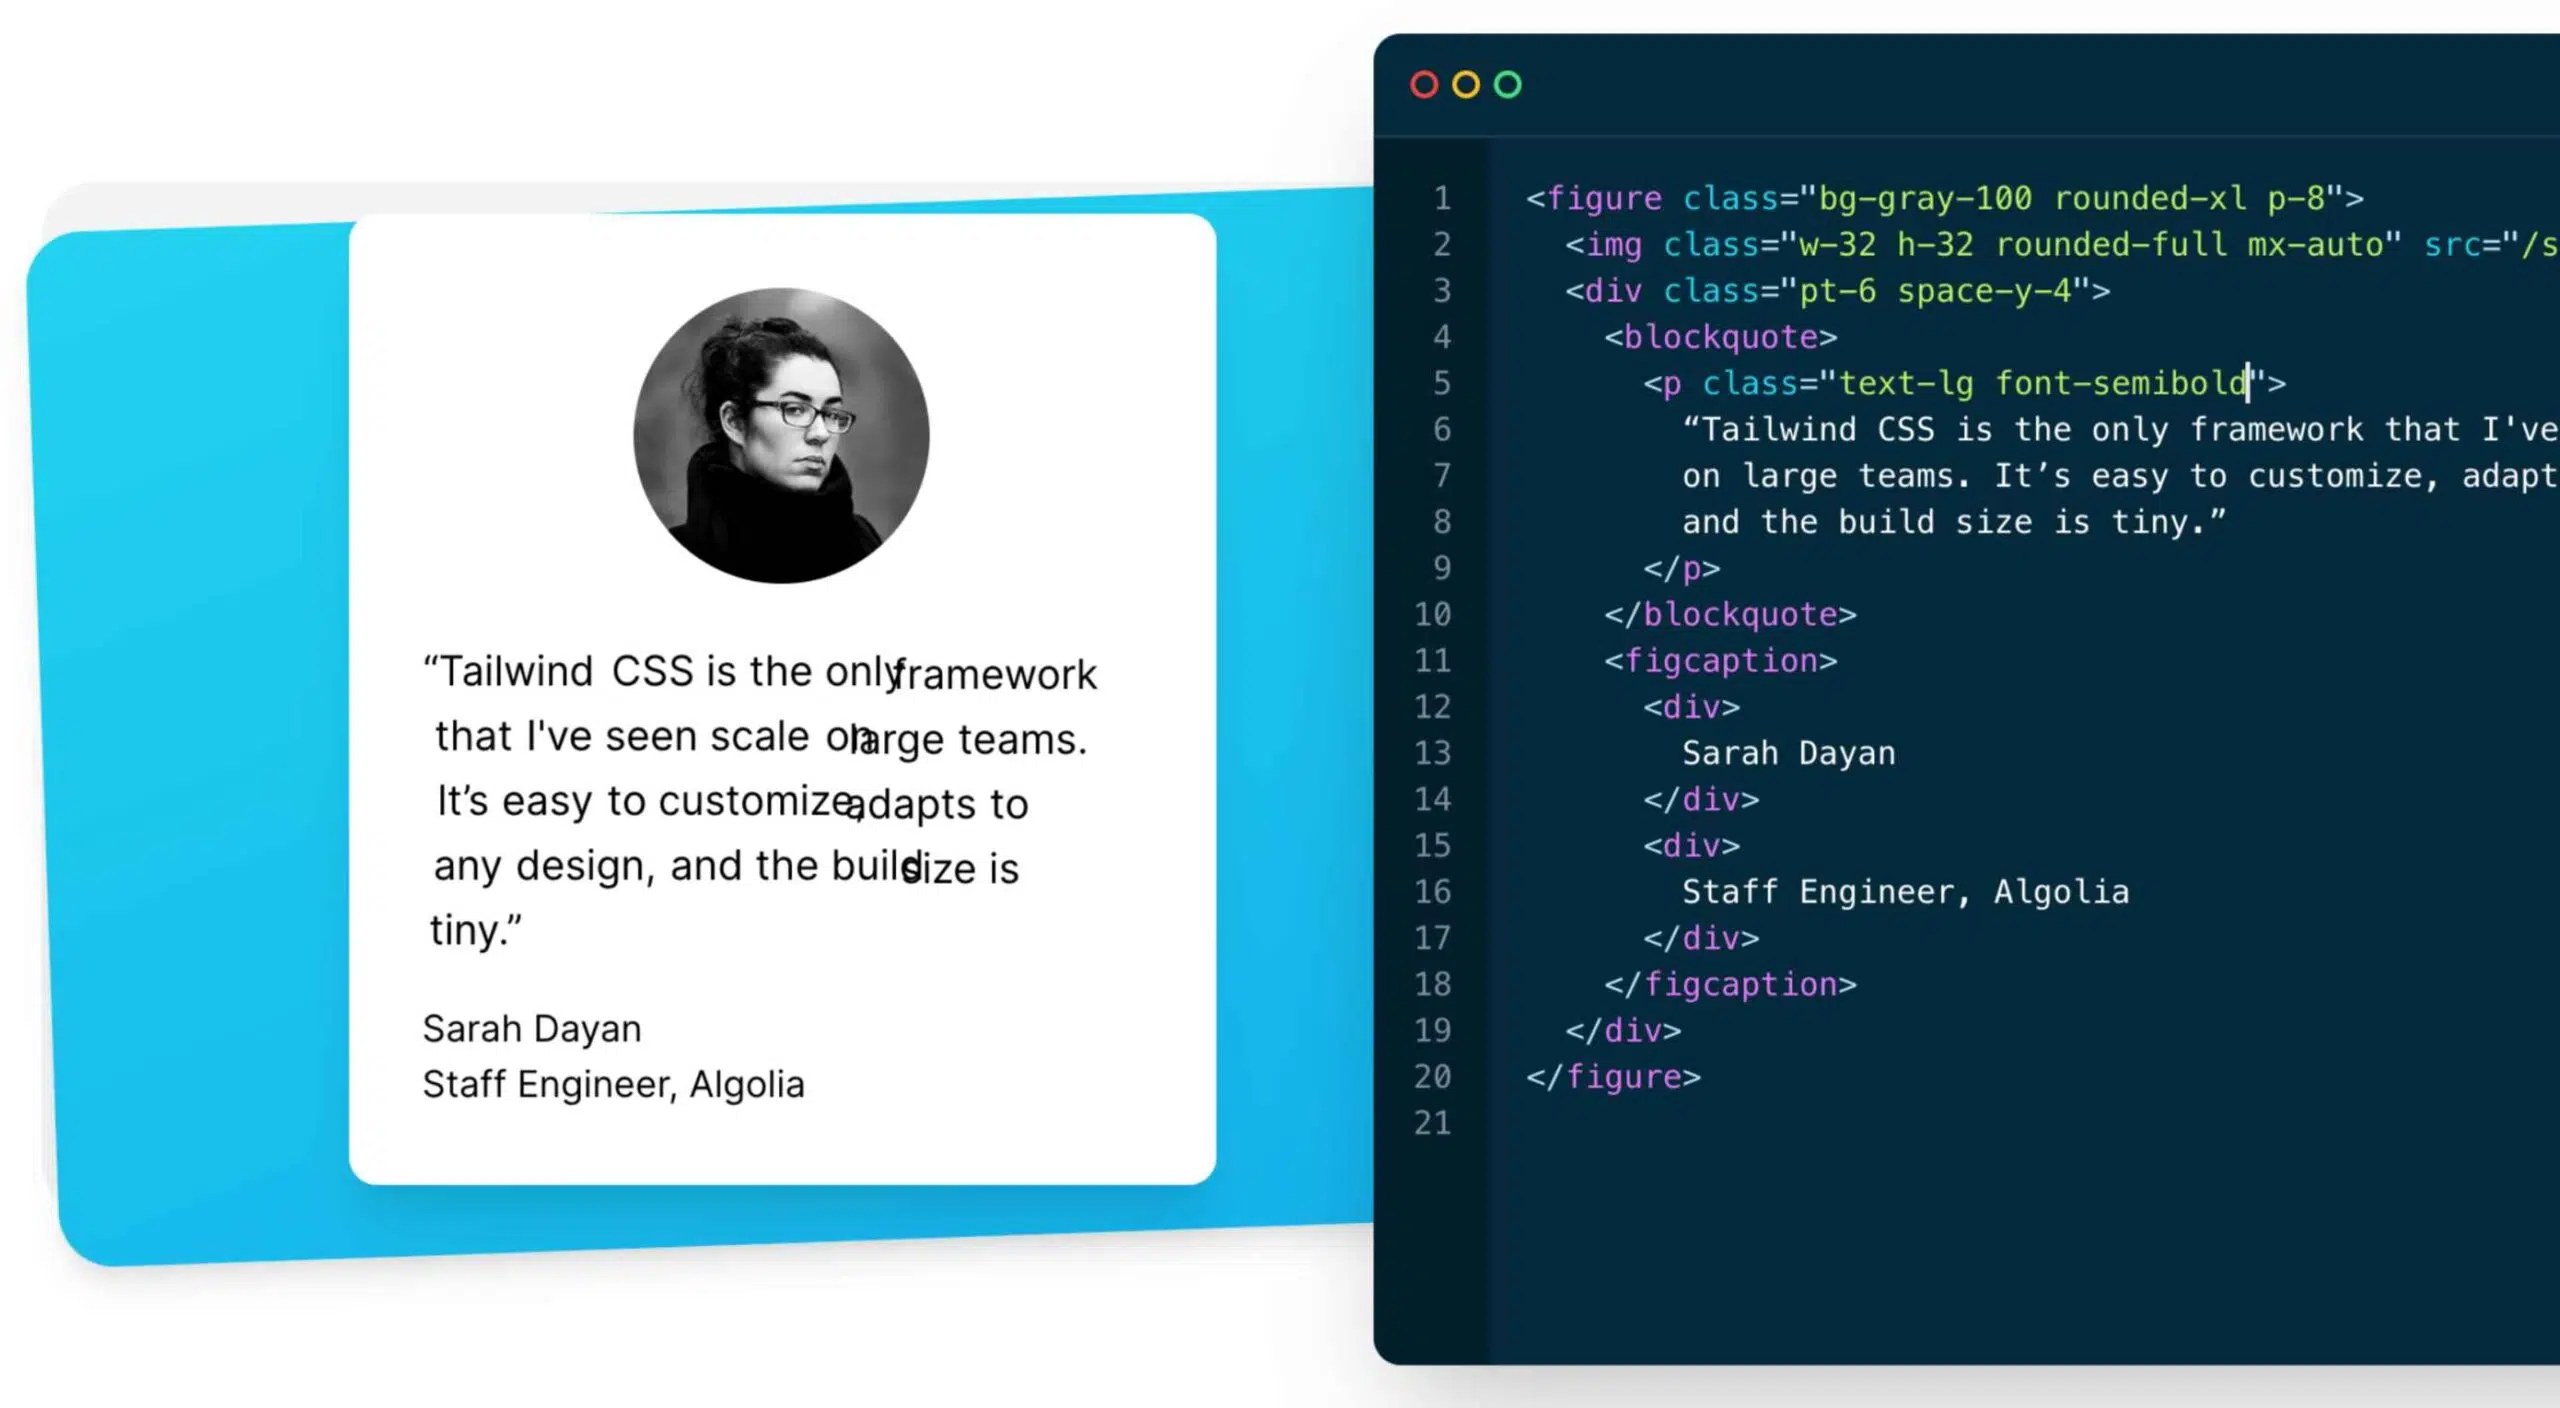 “Tailwind CSS is the only framework
that I've seen scale on large teams.
It’s easy to customize, adapts to
any design, and the build size is
tiny.”
Sarah Dayan
Staff Engineer, Algolia
1 <figure class="bg-gray-100 rounded-xl p-8">
2 <img class="w-32 h-32 rounded-full mx-auto" src="/s
3 <div class="pt-6 space-y-4">
4 <blockquote>
5 <p class="text-lg font-semibold">
6 “Tailwind CSS is the only framework that I've
7 on large teams. It’s easy to customize, adapt
8 and the build size is tiny.”
9 </p>
10 </blockquote>
11 <figcaption>
12 <div>
13 Sarah Dayan
14 </div>
15 <div>
16 Staff Engineer, Algolia
17 </div>
18 </figcaption>
19 </div>
20 </figure>
21